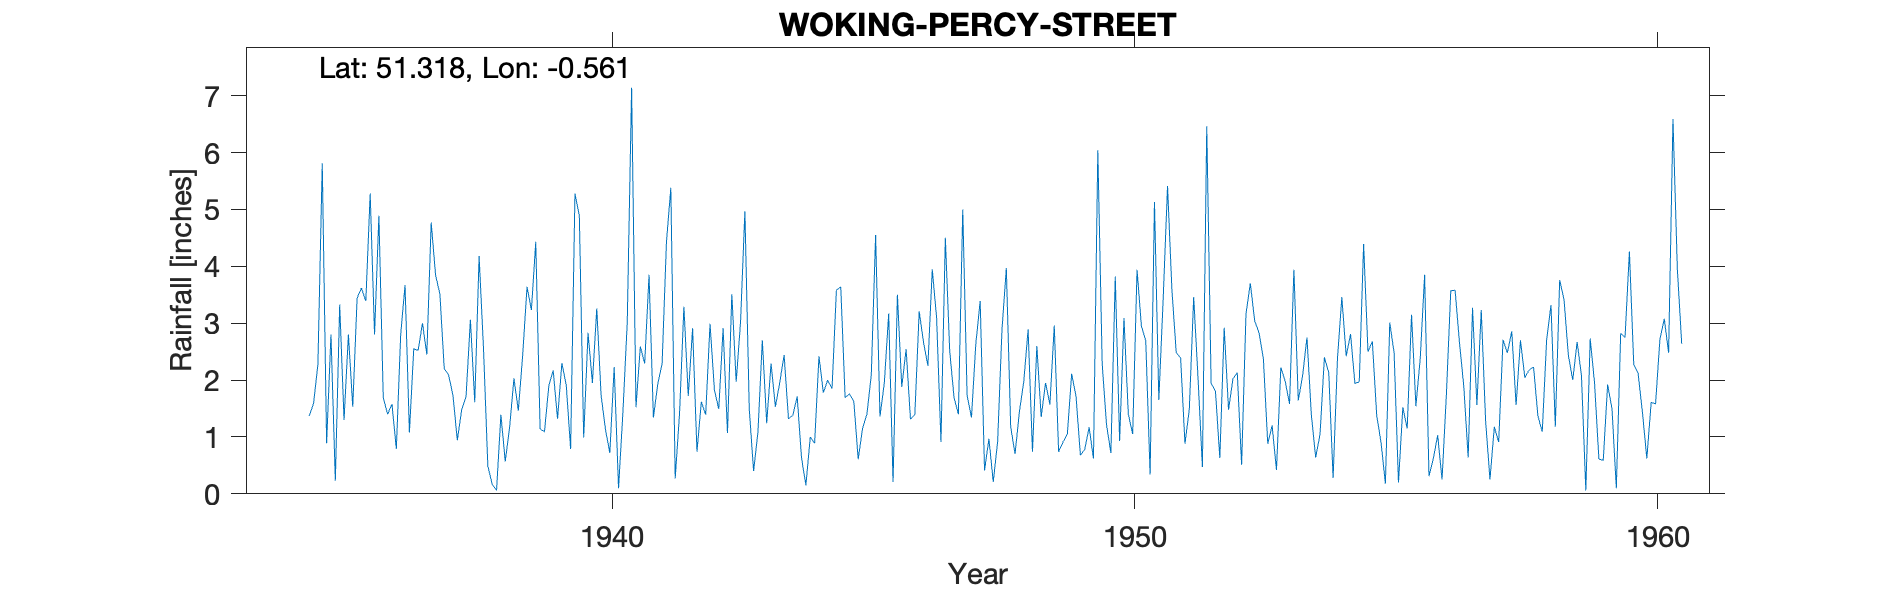 WOKING-PERCY-STREET
Lat: 51.318, Lon: -0.561
7
6
5
4
3
2
1
0
Rainfall [inches]
1940 1950 1960
Year